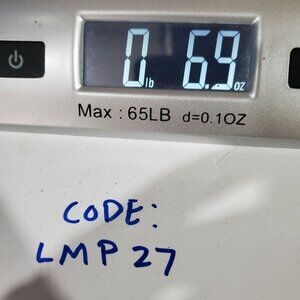 0 lb 6.9 oz
Max : 65LB d=0.1OZ
CODE:
LMP 27